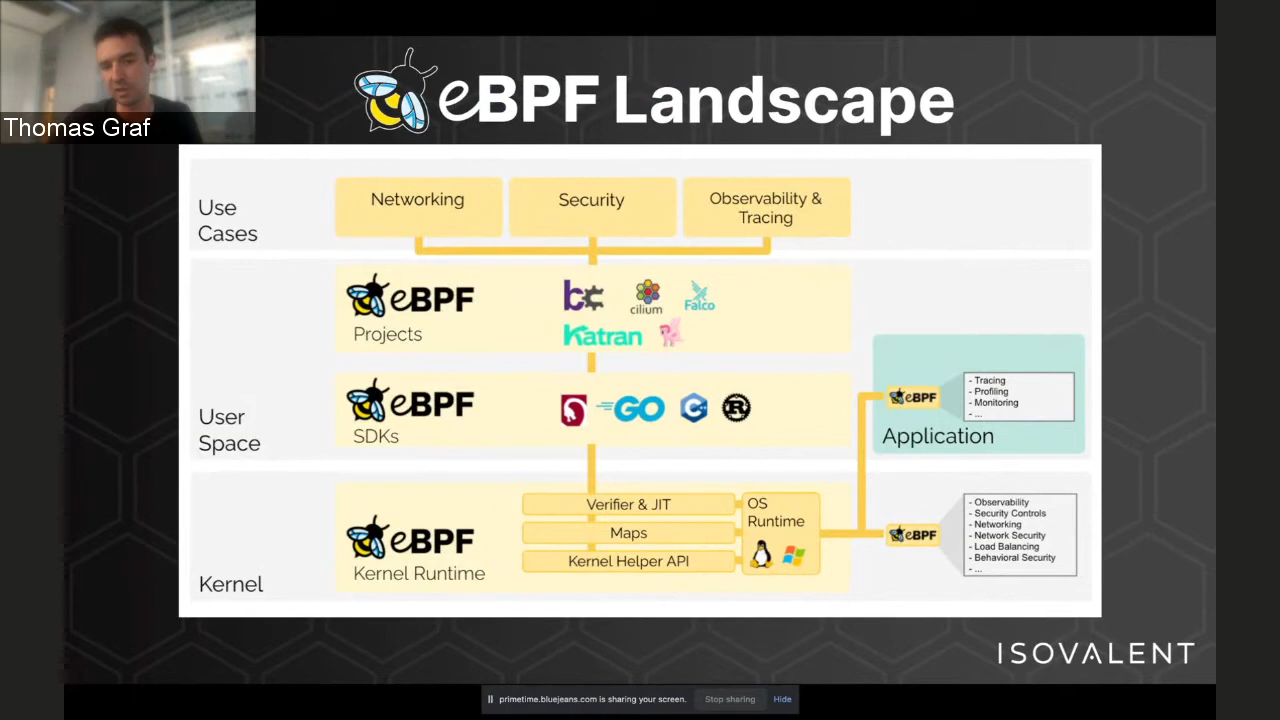 Thomas Graf
eBPF Landscape
Use
Cases
Networking
Security
Observability &
Tracing
eBPF
Projects
bcc
cilium
Falco
Katran
User
Space
eBPF
SDKs
GO
C++
R
eBPF
- Tracing
- Profiling
- Monitoring
- ...
Application
Kernel
eBPF
Kernel Runtime
Verifier & JIT
Maps
Kernel Helper API
OS
Runtime
eBPF
- Observability
- Security Controls
- Networking
- Network Security
- Load Balancing
- Behavioral Security
- ...
ISOVALENT
primetime.bluejeans.com is sharing your screen.
Stop sharing
Hide